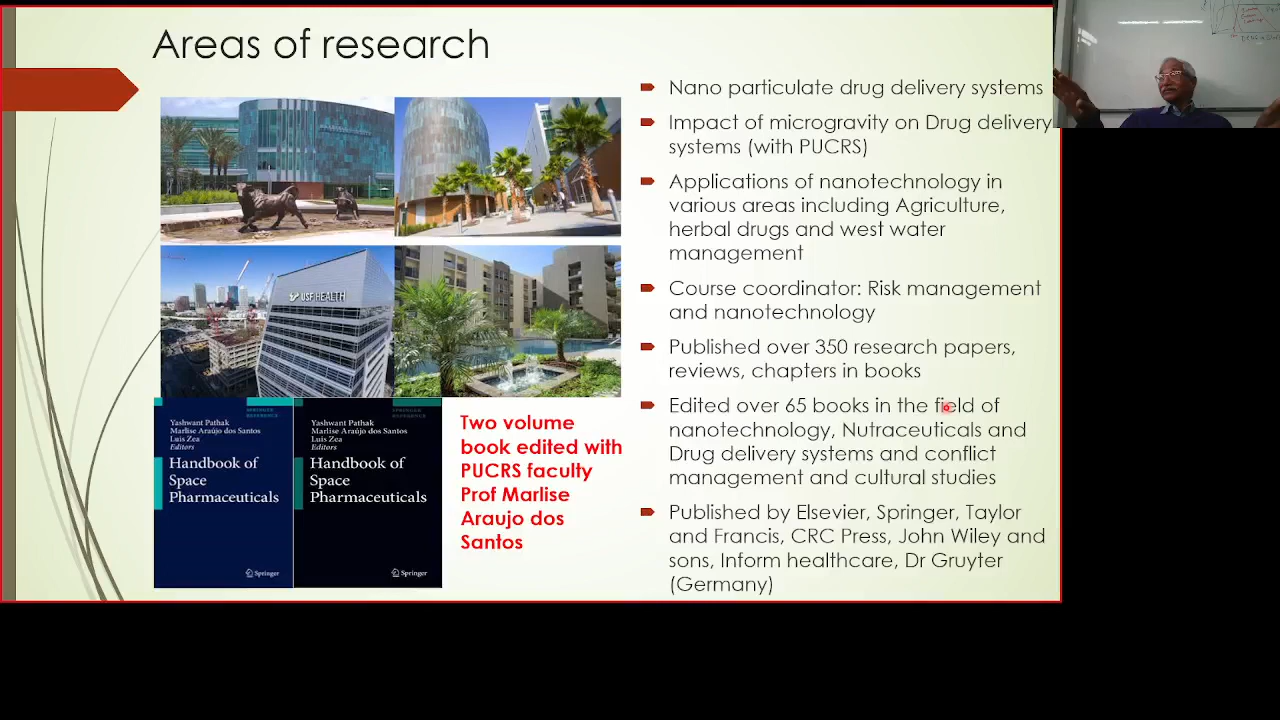 Areas of research
USF HEALTH
SPRINGER
REFERENCE
Yashwant Pathak
Marlise Araújo dos Santos
Luis Zea
Editors
Handbook of
Space
Pharmaceuticals
Springer
SPRINGER
REFERENCE
Yashwant Pathak
Marlise Araújo dos Santos
Luis Zea
Editors
Handbook of
Space
Pharmaceuticals
Springer
Two volume
book edited with
PUCRS faculty
Prof Marlise
Araujo dos
Santos
Nano particulate drug delivery systems
Impact of microgravity on Drug delivery
systems (with PUCRS)
Applications of nanotechnology in
various areas including Agriculture,
herbal drugs and west water
management
Course coordinator: Risk management
and nanotechnology
Published over 350 research papers,
reviews, chapters in books
Edited over 65 books in the field of
nanotechnology, Nutraceuticals and
Drug delivery systems and conflict
management and cultural studies
Published by Elsevier, Springer, Taylor
and Francis, CRC Press, John Wiley and
sons, Inform healthcare, Dr Gruyter
(Germany)